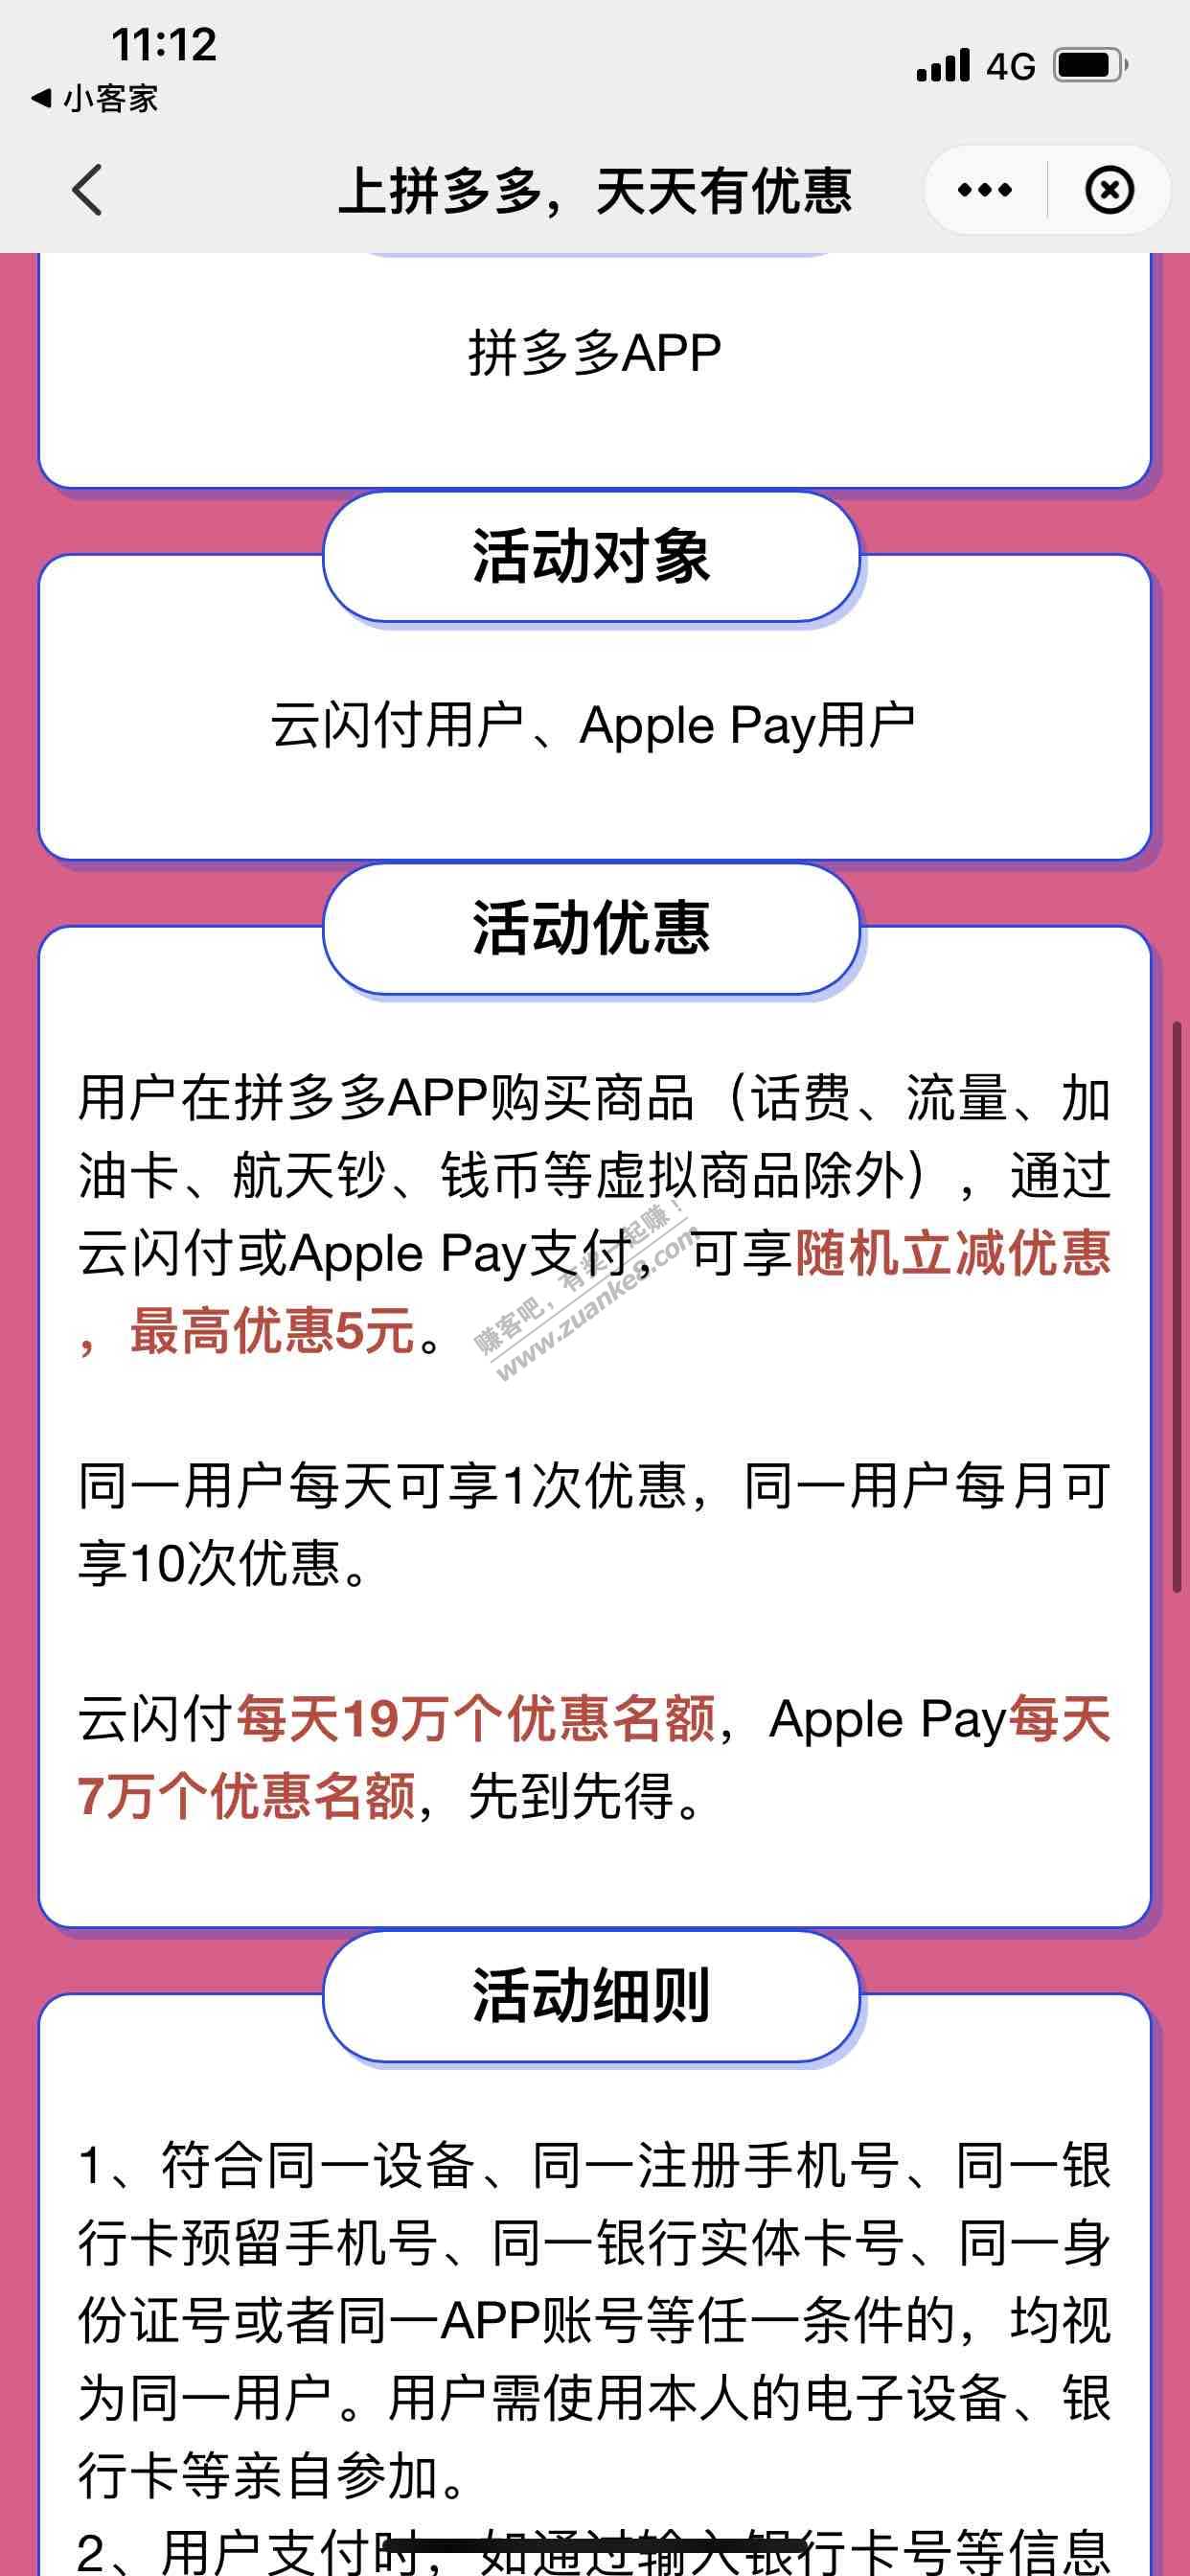 11:12
4G
小客家
上拼多多，天天有优惠
拼多多APP
活动对象
云闪付用户、Apple Pay用户
活动优惠
用户在拼多多APP购买商品（话费、流量、加
油卡、航天钞、钱币等虚拟商品除外），通过
云闪付或Apple Pay支付，可享随机立减优惠
，最高优惠5元。
赚客吧，有奖一起赚！
www.zuanke8.com
同一用户每天可享1次优惠，同一用户每月可
享10次优惠。
云闪付每天19万个优惠名额，Apple Pay每天
7万个优惠名额，先到先得。
活动细则
1、符合同一设备、同一注册手机号、同一银
行卡预留手机号、同一银行实体卡号、同一身
份证号或者同一APP账号等任一条件的，均视
为同一用户。用户需使用本人的电子设备、银
行卡等亲自参加。
2、用户支付时，如通过输入银行卡号等信息